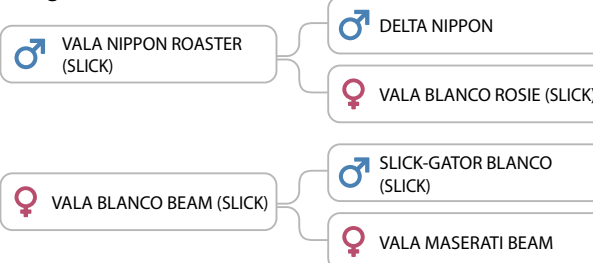 VALA NIPPON ROASTER
(SLICK)
DELTA NIPPON
VALA BLANCO ROSIE (SLICK)
VALA BLANCO BEAM (SLICK)
SLICK-GATOR BLANCO
(SLICK)
VALA MASERATI BEAM